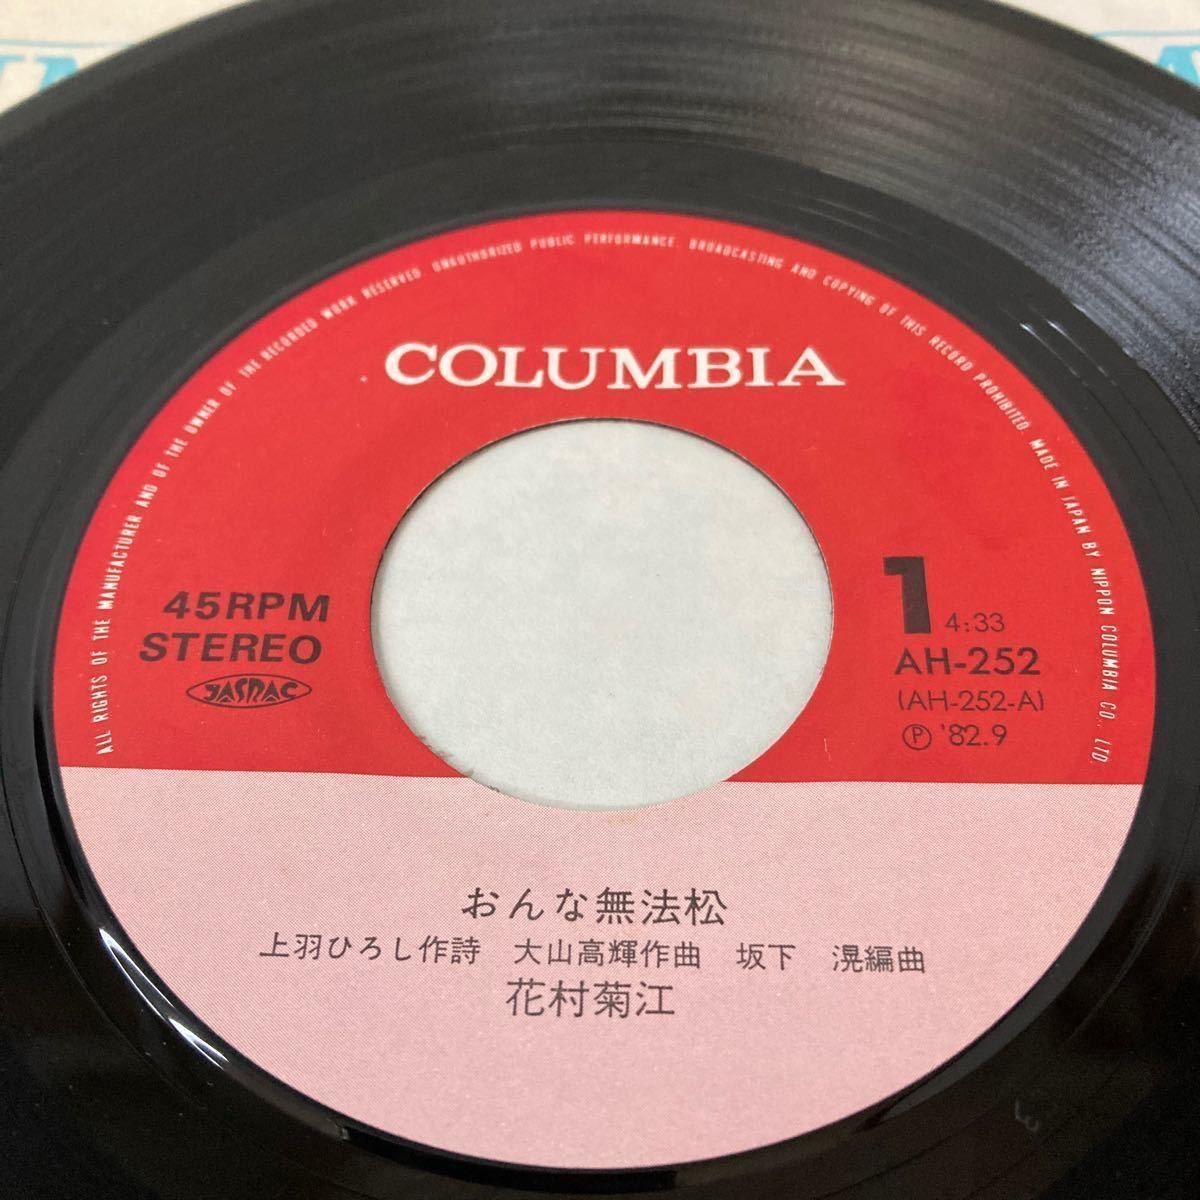 ALL RIGHTS OF THE MANUFACTURER AND OF THE OWNER OF THE RECORDED WORK RESERVED. UNAUTHORIZED PUBLIC PERFORMANCE, BROADCASTING AND COPYING OF THIS RECORD PROHIBITED. MADE IN JAPAN BY NIPPON COLUMBIA CO., LTD.
COLUMBIA
45RPM
STEREO
JASRAC
1 4:33
AH-252
(AH-252-A)
Ⓟ '82.9
おんな無法松
上羽ひろし作詩 大山高輝作曲 坂下 滉編曲
花村菊江